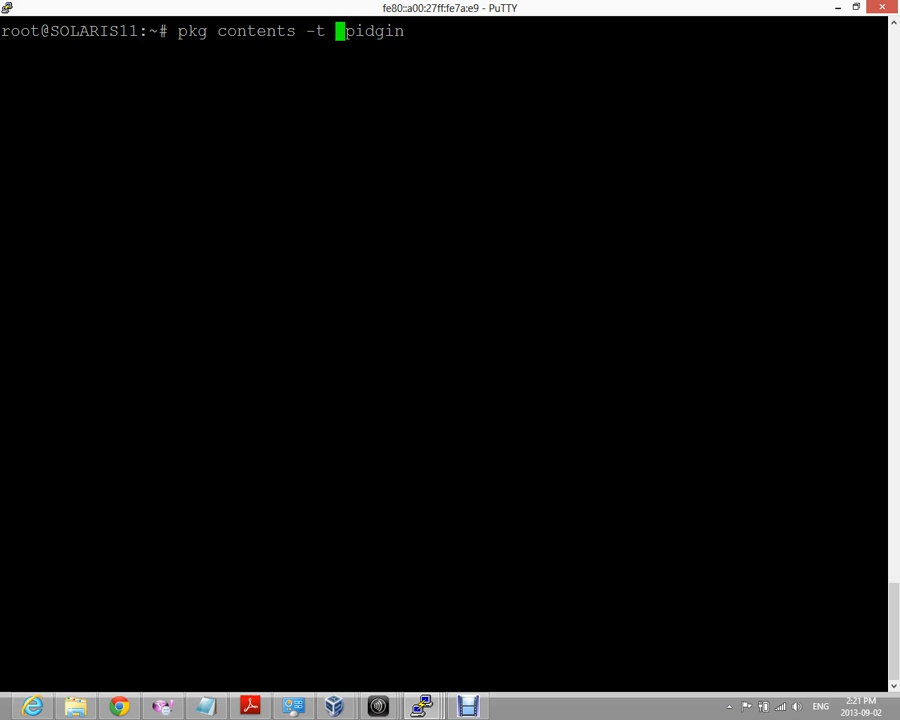 fe80::a00:27ff:fe7a:e9 - PuTTY
root@SOLARIS11:~# pkg contents -t pidgin
ENG
2:21 PM
2013-09-02